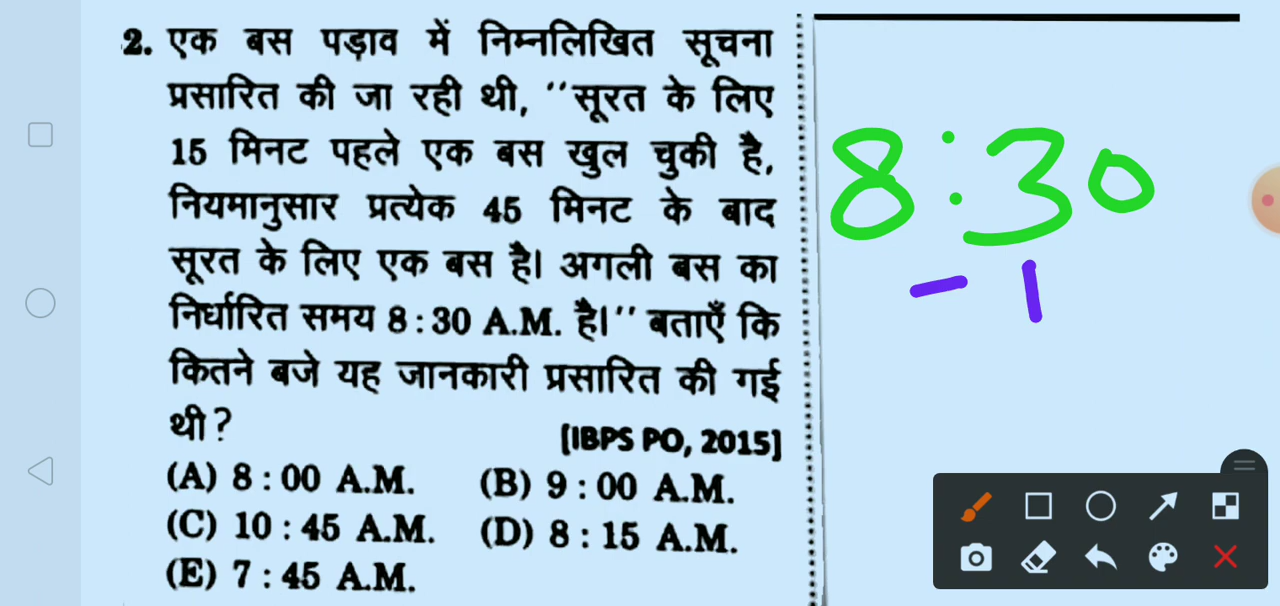 2. एक बस पड़ाव में निम्नलिखित सूचना
प्रसारित की जा रही थी, ''सूरत के लिए
15 मिनट पहले एक बस खुल चुकी है,
नियमानुसार प्रत्येक 45 मिनट के बाद
सूरत के लिए एक बस है। अगली बस का
निर्धारित समय 8 : 30 A.M. है।'' बताएँ कि
कितने बजे यह जानकारी प्रसारित की गई
थी ?
[IBPS PO, 2015]
(A) 8 : 00 A.M. (B) 9 : 00 A.M.
(C) 10 : 45 A.M. (D) 8 : 15 A.M.
(E) 7 : 45 A.M.
8:30
- 1